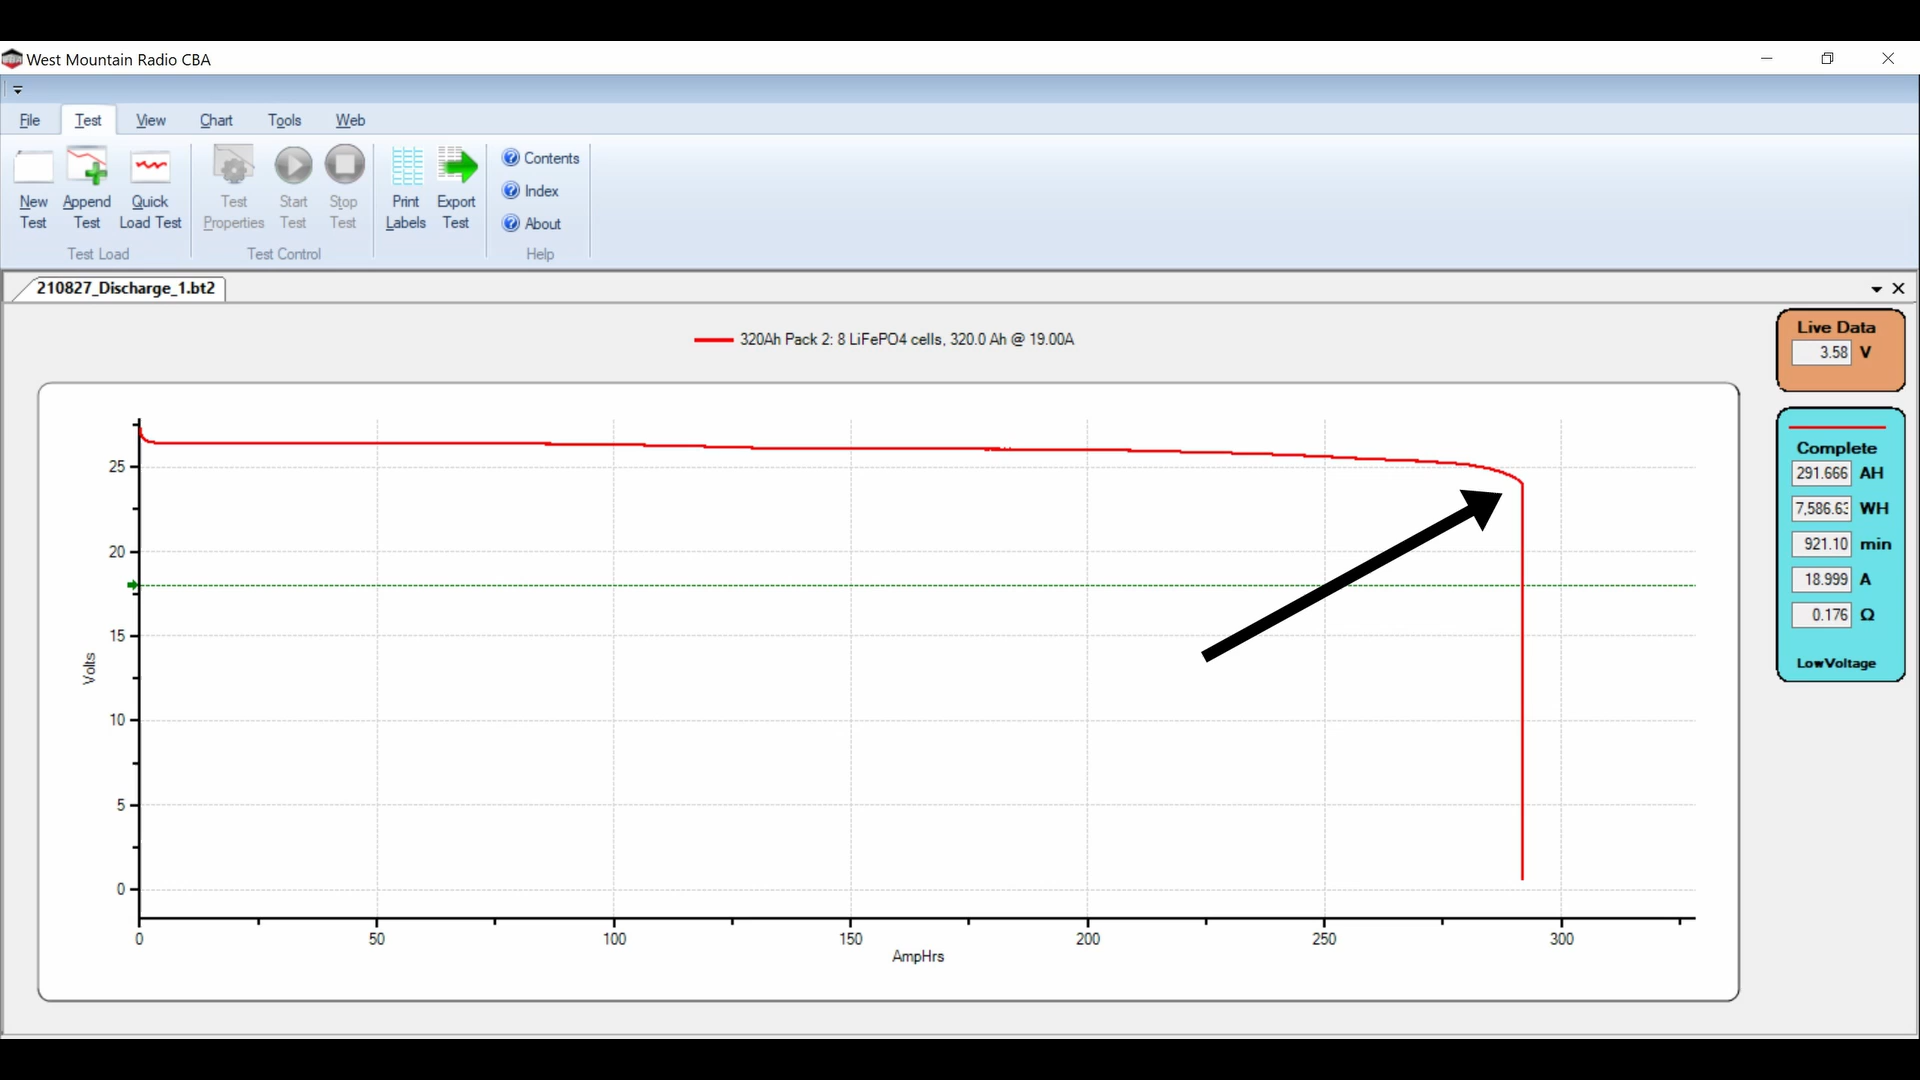 West Mountain Radio CBA
File Test View Chart Tools Web
New Test
Append Test
Quick Load Test
Test Properties
Start Test
Stop Test
Print Labels
Export Test
Contents
Index
About
Test Load
Test Control
Help
210827_Discharge_1.bt2
320Ah Pack 2: 8 LiFePO4 cells, 320.0 Ah @ 19.00A
Live Data
3.58 V
Complete
291.666 AH
7,586.63 WH
921.10 min
18.999 A
0.176 Ω
LowVoltage
25
20
15
10
5
0
Volts
0 50 100 150 200 250 300
AmpHrs